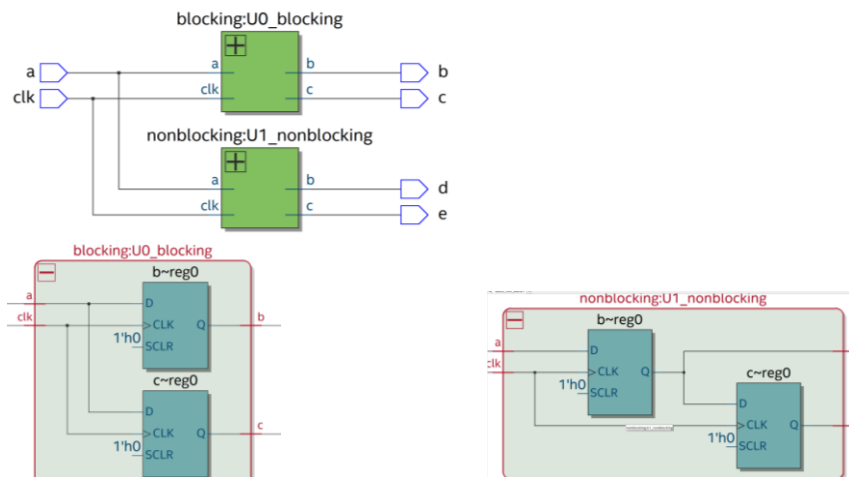 blocking:U0_blocking
a
b
a
b
clk
c
clk
c
nonblocking:U1_nonblocking
a
b
d
clk
c
e
blocking:U0_blocking
b~reg0
a
D
clk
CLK
Q
b
1'h0
SCLR
c~reg0
D
CLK
Q
c
1'h0
SCLR
nonblocking:U1_nonblocking
b~reg0
a
D
clk
CLK
Q
1'h0
SCLR
c~reg0
D
CLK
Q
1'h0
SCLR